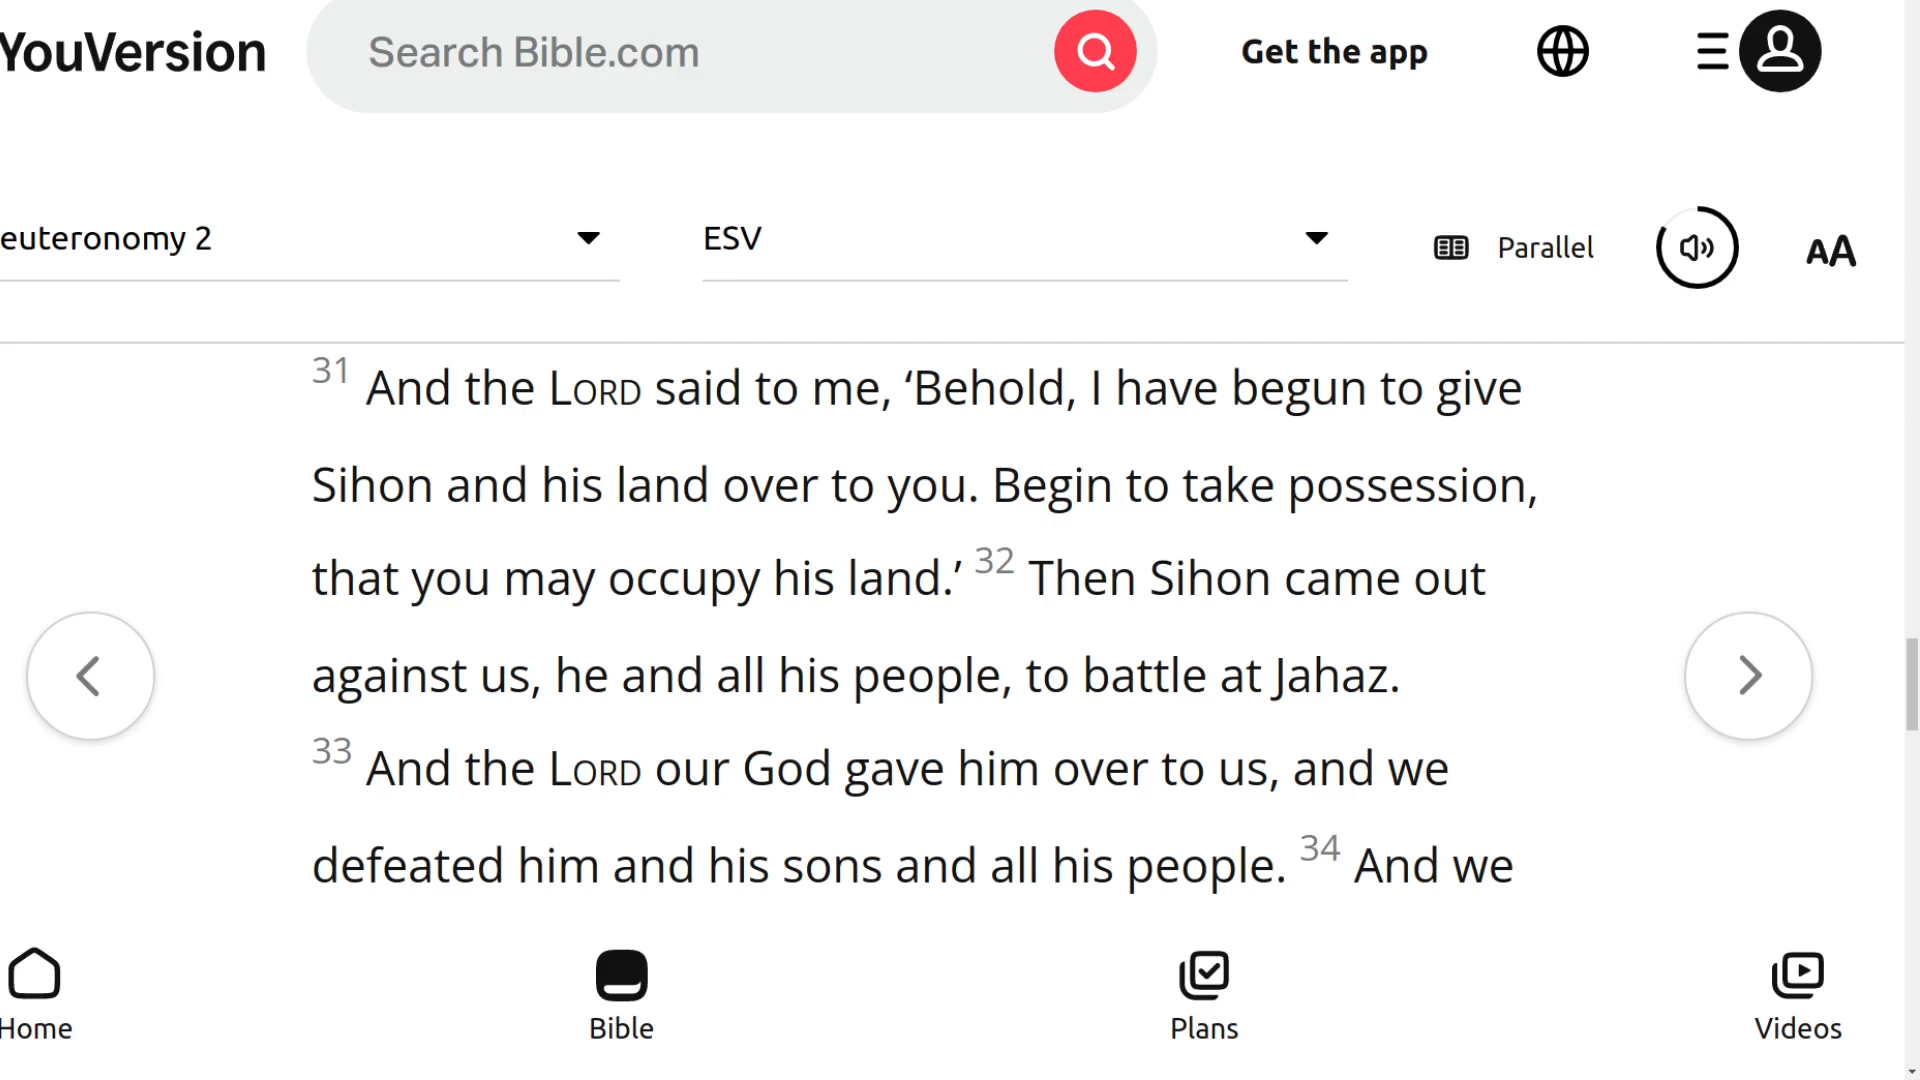 YouVersion Search Bible.com Get the app
euteronomy 2 ESV Parallel AA
31 And the LORD said to me, ‘Behold, I have begun to give
Sihon and his land over to you. Begin to take possession,
that you may occupy his land.’ 32 Then Sihon came out
against us, he and all his people, to battle at Jahaz.
33 And the LORD our God gave him over to us, and we
defeated him and his sons and all his people. 34 And we
Home Bible Plans Videos